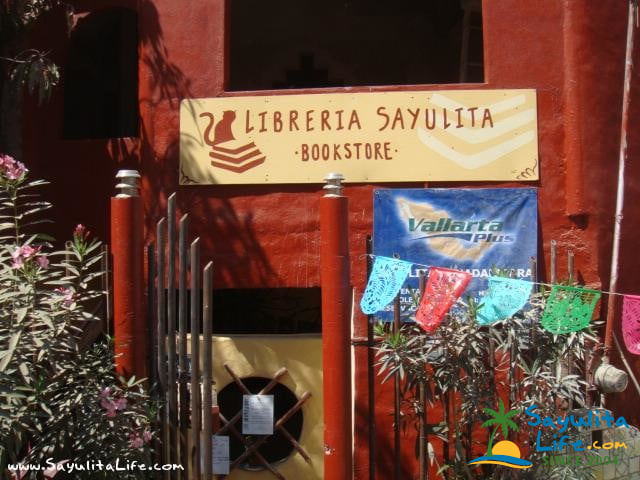 LIBRERIA SAYULITA
·BOOKSTORE·
Vallarta
Plus
www.SayulitaLife.com
Sayulita
Life.com